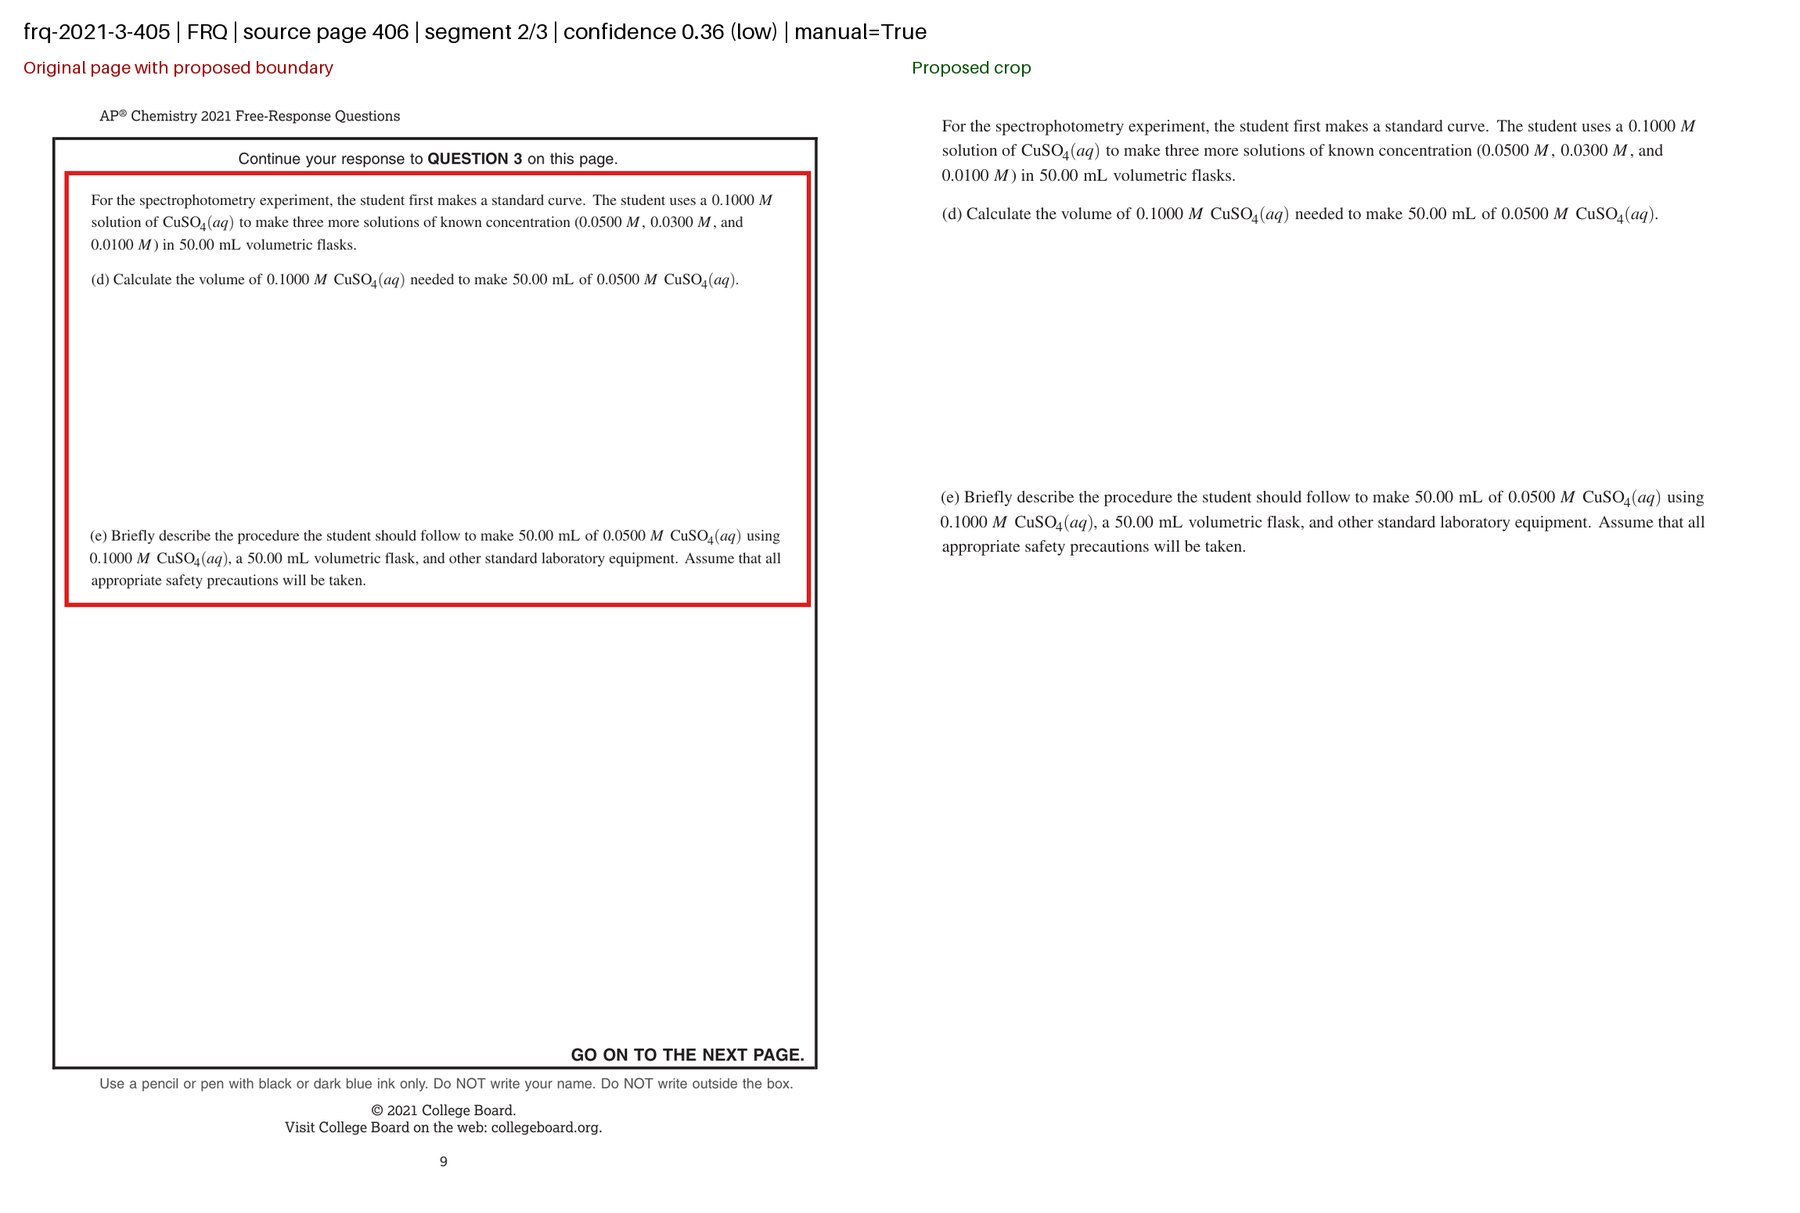 frq-2021-3-405 | FRQ | source page 406 | segment 2/3 | confidence 0.36 (low) | manual=True
Original page with proposed boundary
AP® Chemistry 2021 Free-Response Questions
Continue your response to QUESTION 3 on this page.
For the spectrophotometry experiment, the student first makes a standard curve. The student uses a 0.1000 M
solution of CuSO₄(aq) to make three more solutions of known concentration (0.0500 M, 0.0300 M, and
0.0100 M) in 50.00 mL volumetric flasks.
(d) Calculate the volume of 0.1000 M CuSO₄(aq) needed to make 50.00 mL of 0.0500 M CuSO₄(aq).
(e) Briefly describe the procedure the student should follow to make 50.00 mL of 0.0500 M CuSO₄(aq) using
0.1000 M CuSO₄(aq), a 50.00 mL volumetric flask, and other standard laboratory equipment. Assume that all
appropriate safety precautions will be taken.
GO ON TO THE NEXT PAGE.
Use a pencil or pen with black or dark blue ink only. Do NOT write your name. Do NOT write outside the box.
© 2021 College Board.
Visit College Board on the web: collegeboard.org.
9
Proposed crop
For the spectrophotometry experiment, the student first makes a standard curve. The student uses a 0.1000 M
solution of CuSO₄(aq) to make three more solutions of known concentration (0.0500 M, 0.0300 M, and
0.0100 M) in 50.00 mL volumetric flasks.
(d) Calculate the volume of 0.1000 M CuSO₄(aq) needed to make 50.00 mL of 0.0500 M CuSO₄(aq).
(e) Briefly describe the procedure the student should follow to make 50.00 mL of 0.0500 M CuSO₄(aq) using
0.1000 M CuSO₄(aq), a 50.00 mL volumetric flask, and other standard laboratory equipment. Assume that all
appropriate safety precautions will be taken.